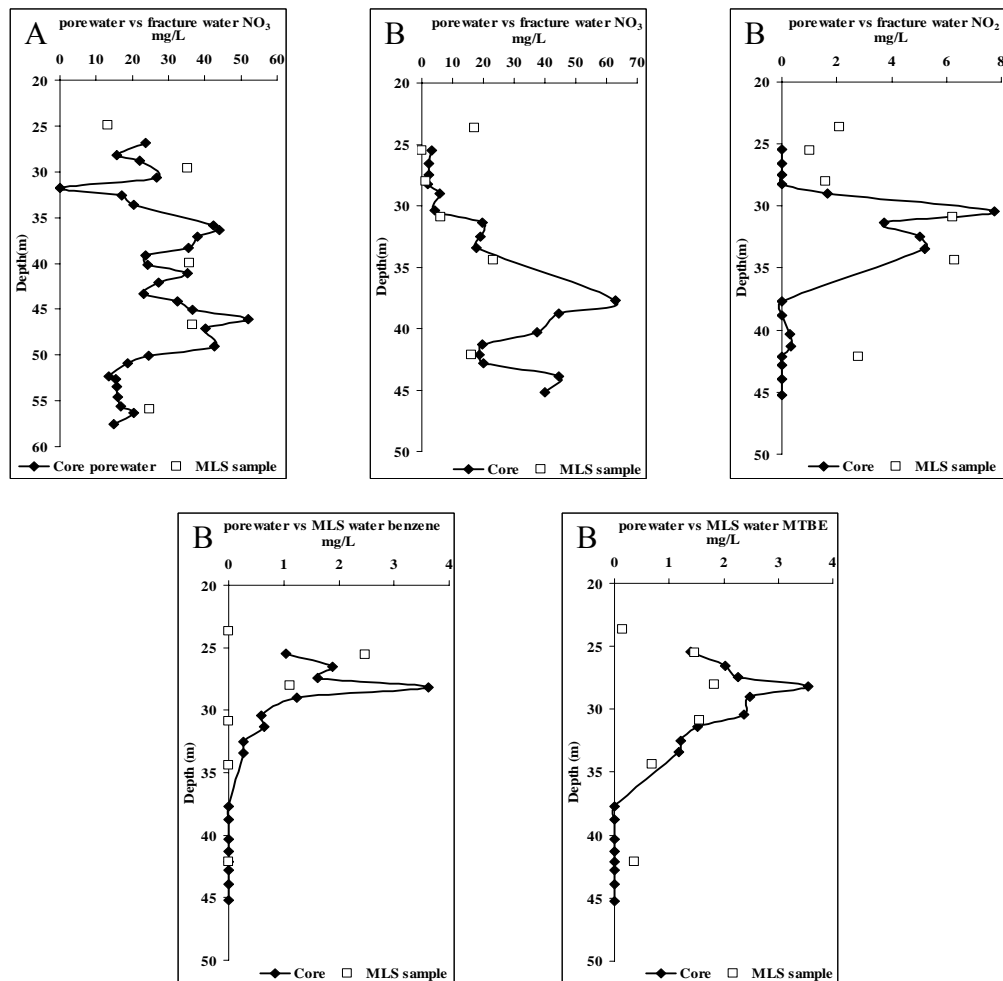 A
porewater vs fracture water NO3
mg/L
0 10 20 30 40 50 60
20
25
30
35
40
45
50
55
60
Depth(m)
Core porewater MLS sample
B
porewater vs fracture water NO3
mg/L
0 10 20 30 40 50 60 70
20
25
30
35
40
45
50
Depth(m)
Core MLS sample
B
porewater vs fracture water NO2
mg/L
0 2 4 6 8
20
25
30
35
40
45
50
Depth(m)
Core MLS sample
B
porewater vs MLS water benzene
mg/L
0 1 2 3 4
20
25
30
35
40
45
50
Depth (m)
Core MLS sample
B
porewater vs MLS water MTBE
mg/L
0 1 2 3 4
20
25
30
35
40
45
50
Depth (m)
Core MLS sample